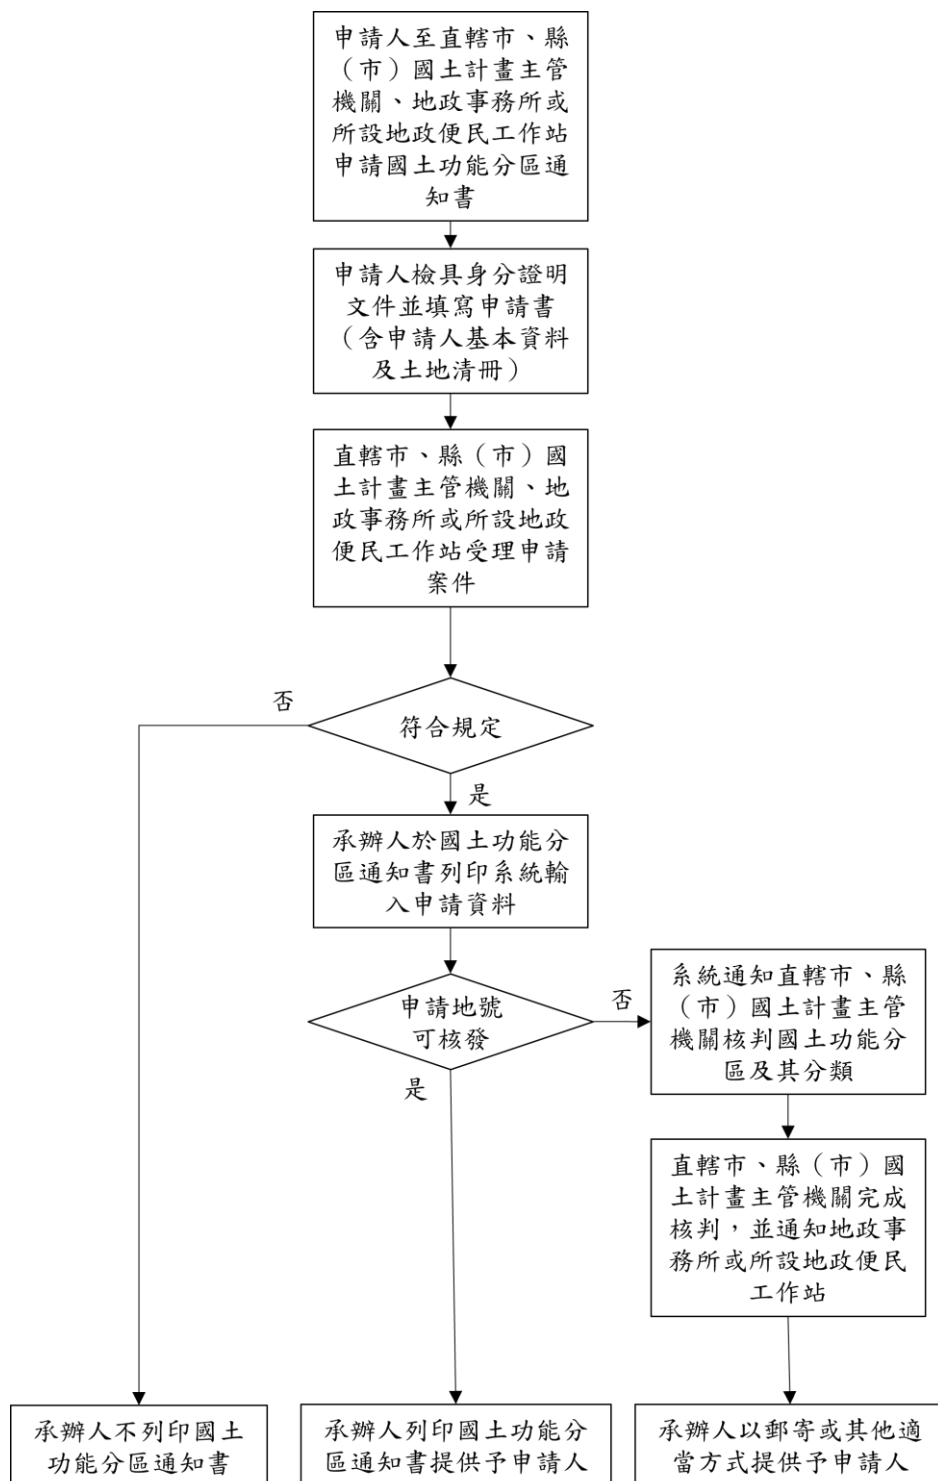 申請人至直轄市、縣
（市）國土計畫主管
機關、地政事務所或
所設地政便民工作站
申請國土功能分區通
知書
申請人檢具身分證明
文件並填寫申請書
（含申請人基本資料
及土地清冊）
直轄市、縣（市）國
土計畫主管機關、地
政事務所或所設地政
便民工作站受理申請
案件
否
符合規定
是
承辦人於國土功能分
區通知書列印系統輸
入申請資料
申請地號
可核發
否
是
系統通知直轄市、縣
（市）國土計畫主管
機關核判國土功能分
區及其分類
直轄市、縣（市）國
土計畫主管機關完成
核判，並通知地政事
務所或所設地政便民
工作站
承辦人不列印國土
功能分區通知書
承辦人列印國土功能分
區通知書提供予申請人
承辦人以郵寄或其他適
當方式提供予申請人